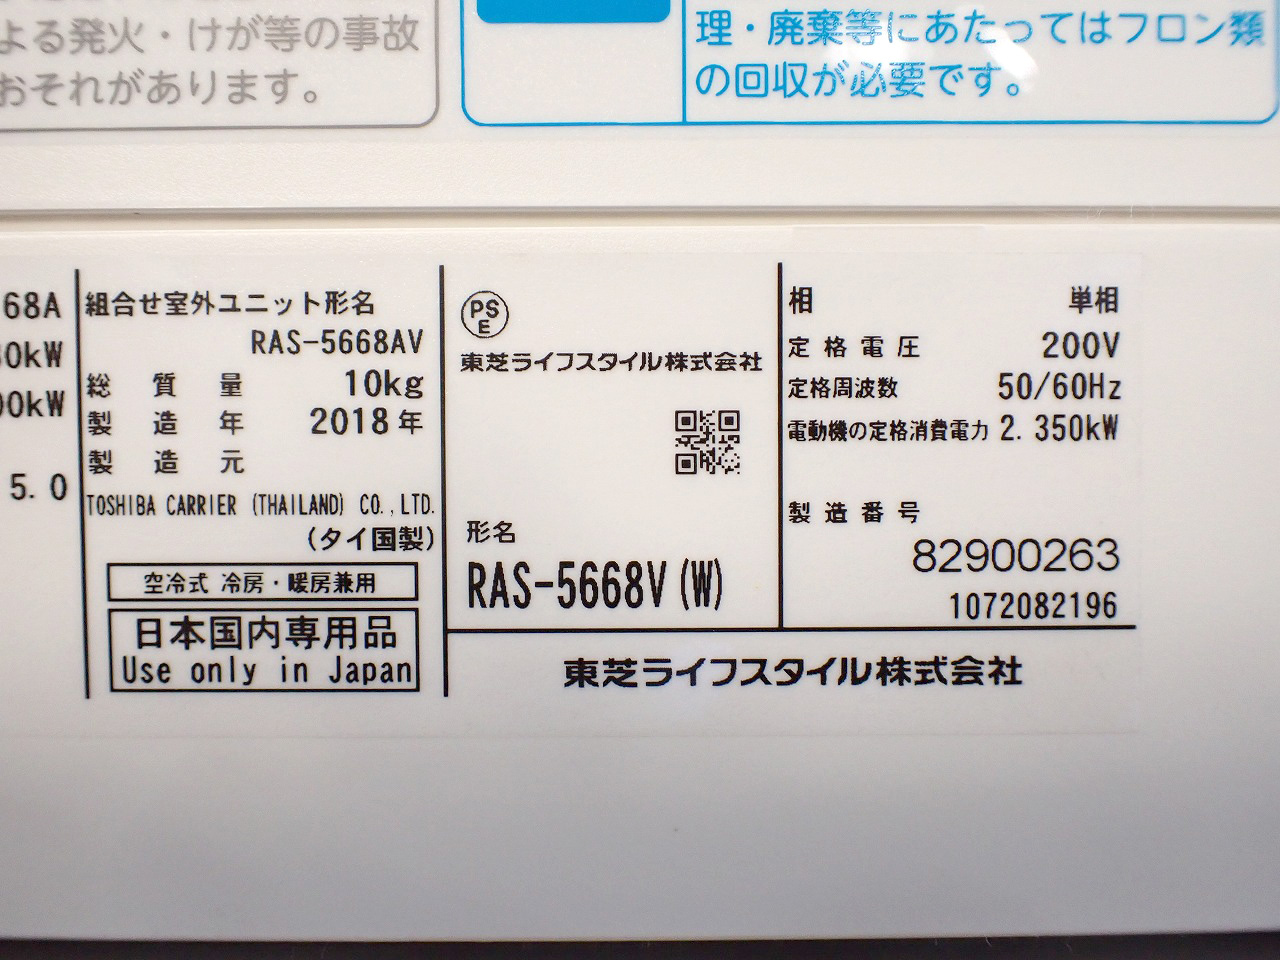 よる発火・けが等の事故
おそれがあります。
理・廃棄等にあたってはフロン類
の回収が必要です。
68A
0kW
0kW
5.0
組合せ室外ユニット形名
RAS-5668AV
総質量 10kg
製造年 2018年
製造元
TOSHIBA CARRIER (THAILAND) CO.,LTD.
(タイ国製)
空冷式 冷房・暖房兼用
日本国内専用品
Use only in Japan
PS
E
東芝ライフスタイル株式会社
形名
RAS-5668V(W)
相 単相
定格電圧 200V
定格周波数 50/60Hz
電動機の定格消費電力 2.350kW
製造番号
82900263
1072082196
東芝ライフスタイル株式会社